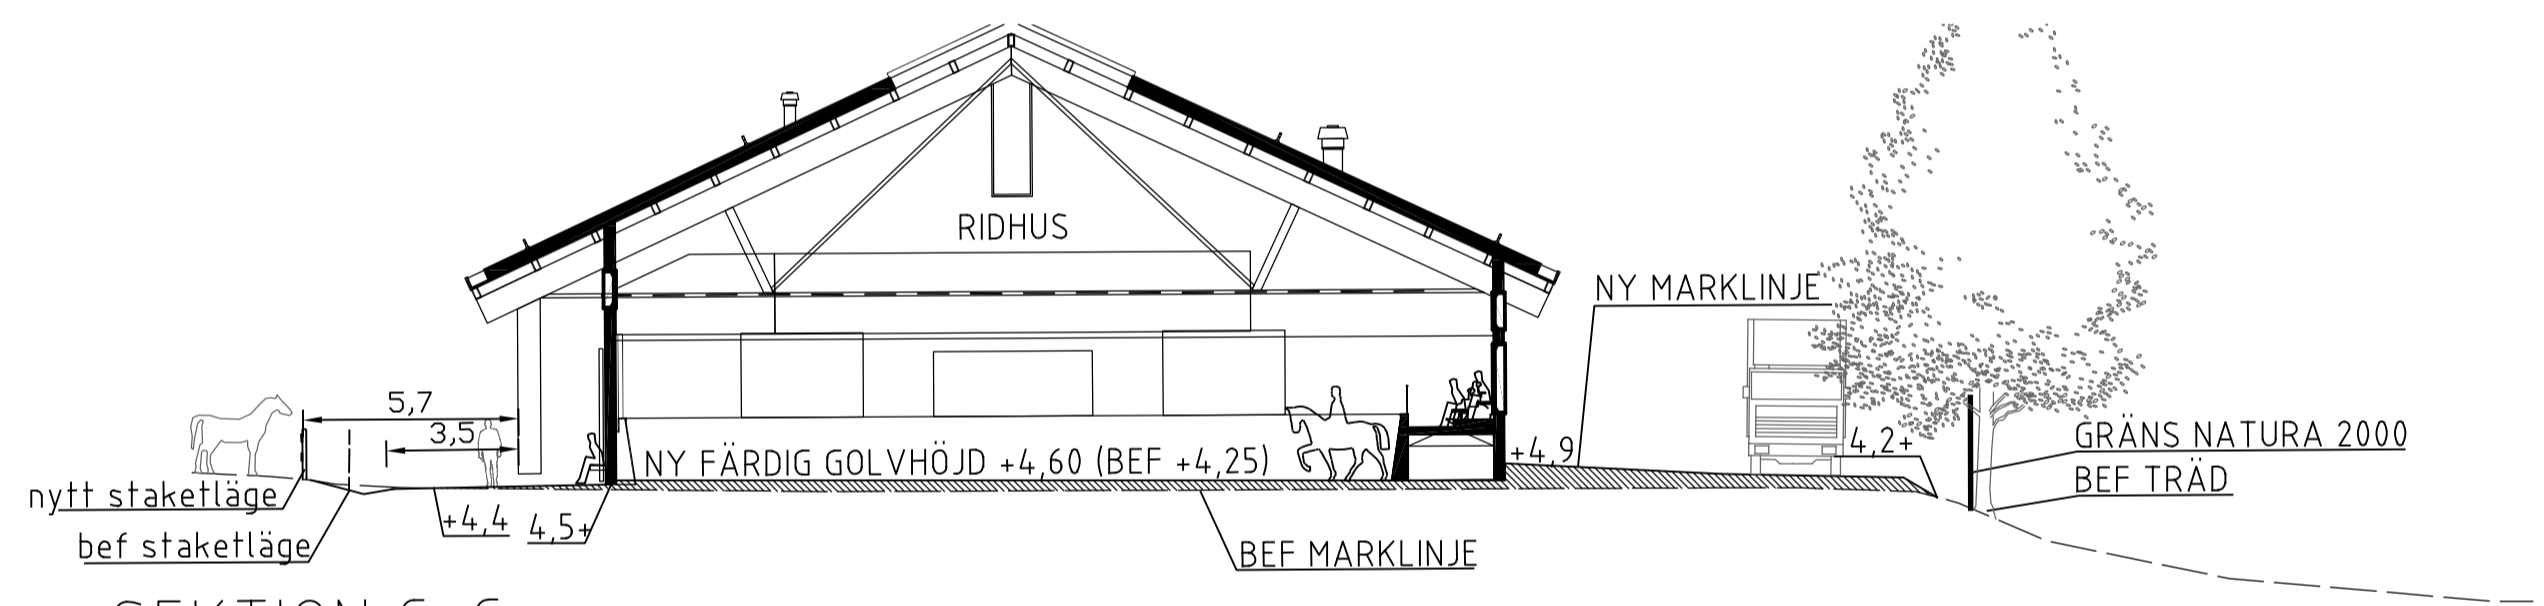 RIDHUS
NY MARKLINJE
5,7
3,5
GRÄNS NATURA 2000
4,2+
+4,9
NY FÄRDIG GOLVHÖJD +4,60 (BEF +4,25)
BEF TRÄD
nytt staketläge
+4,4
4,5+
bef staketläge
BEF MARKLINJE